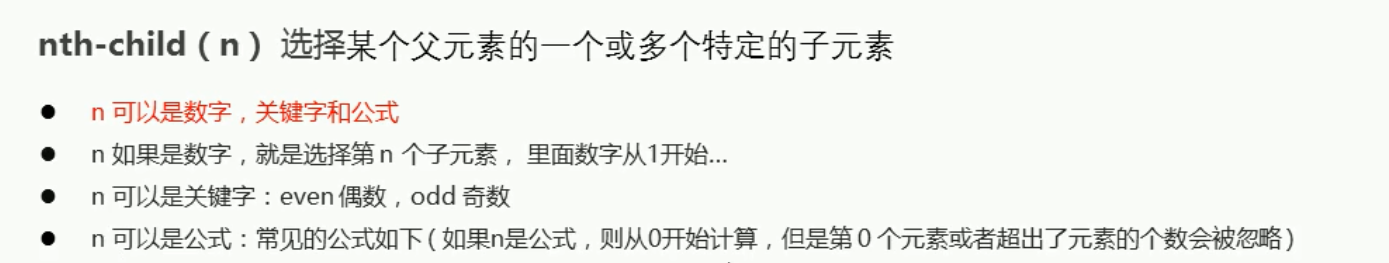 nth-child（n） 选择某个父元素的一个或多个特定的子元素
● n 可以是数字，关键字和公式
● n 如果是数字，就是选择第 n 个子元素， 里面数字从1开始…
● n 可以是关键字：even 偶数，odd 奇数
● n 可以是公式：常见的公式如下 ( 如果n是公式，则从0开始计算，但是第 0 个元素或者超出了元素的个数会被忽略 )